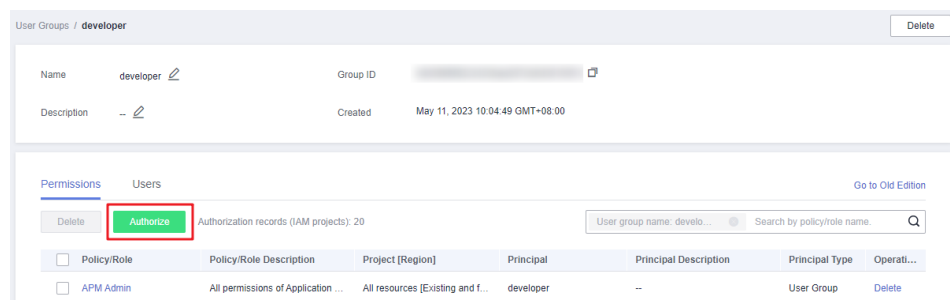 User Groups / developer
Delete
Name developer Group ID
Description -- Created May 11, 2023 10:04:49 GMT+08:00
Permissions Users Go to Old Edition
Delete Authorize Authorization records (IAM projects): 20 User group name: develo... Search by policy/role name.
Policy/Role Policy/Role Description Project [Region] Principal Principal Description Principal Type Operati...
APM Admin All permissions of Application ... All resources [Existing and f... developer -- User Group Delete